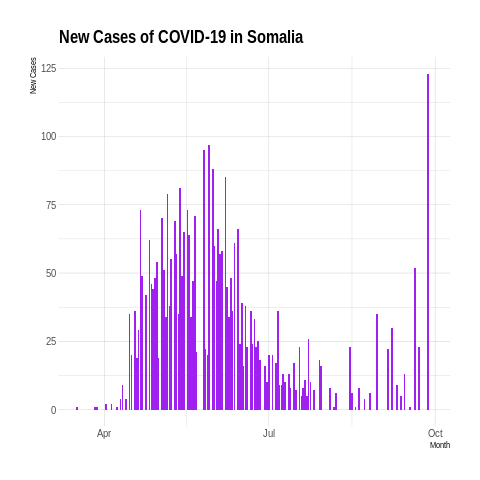 New Cases of COVID-19 in Somalia
New Cases
125
100
75
50
25
0
Apr
Jul
Oct
Month